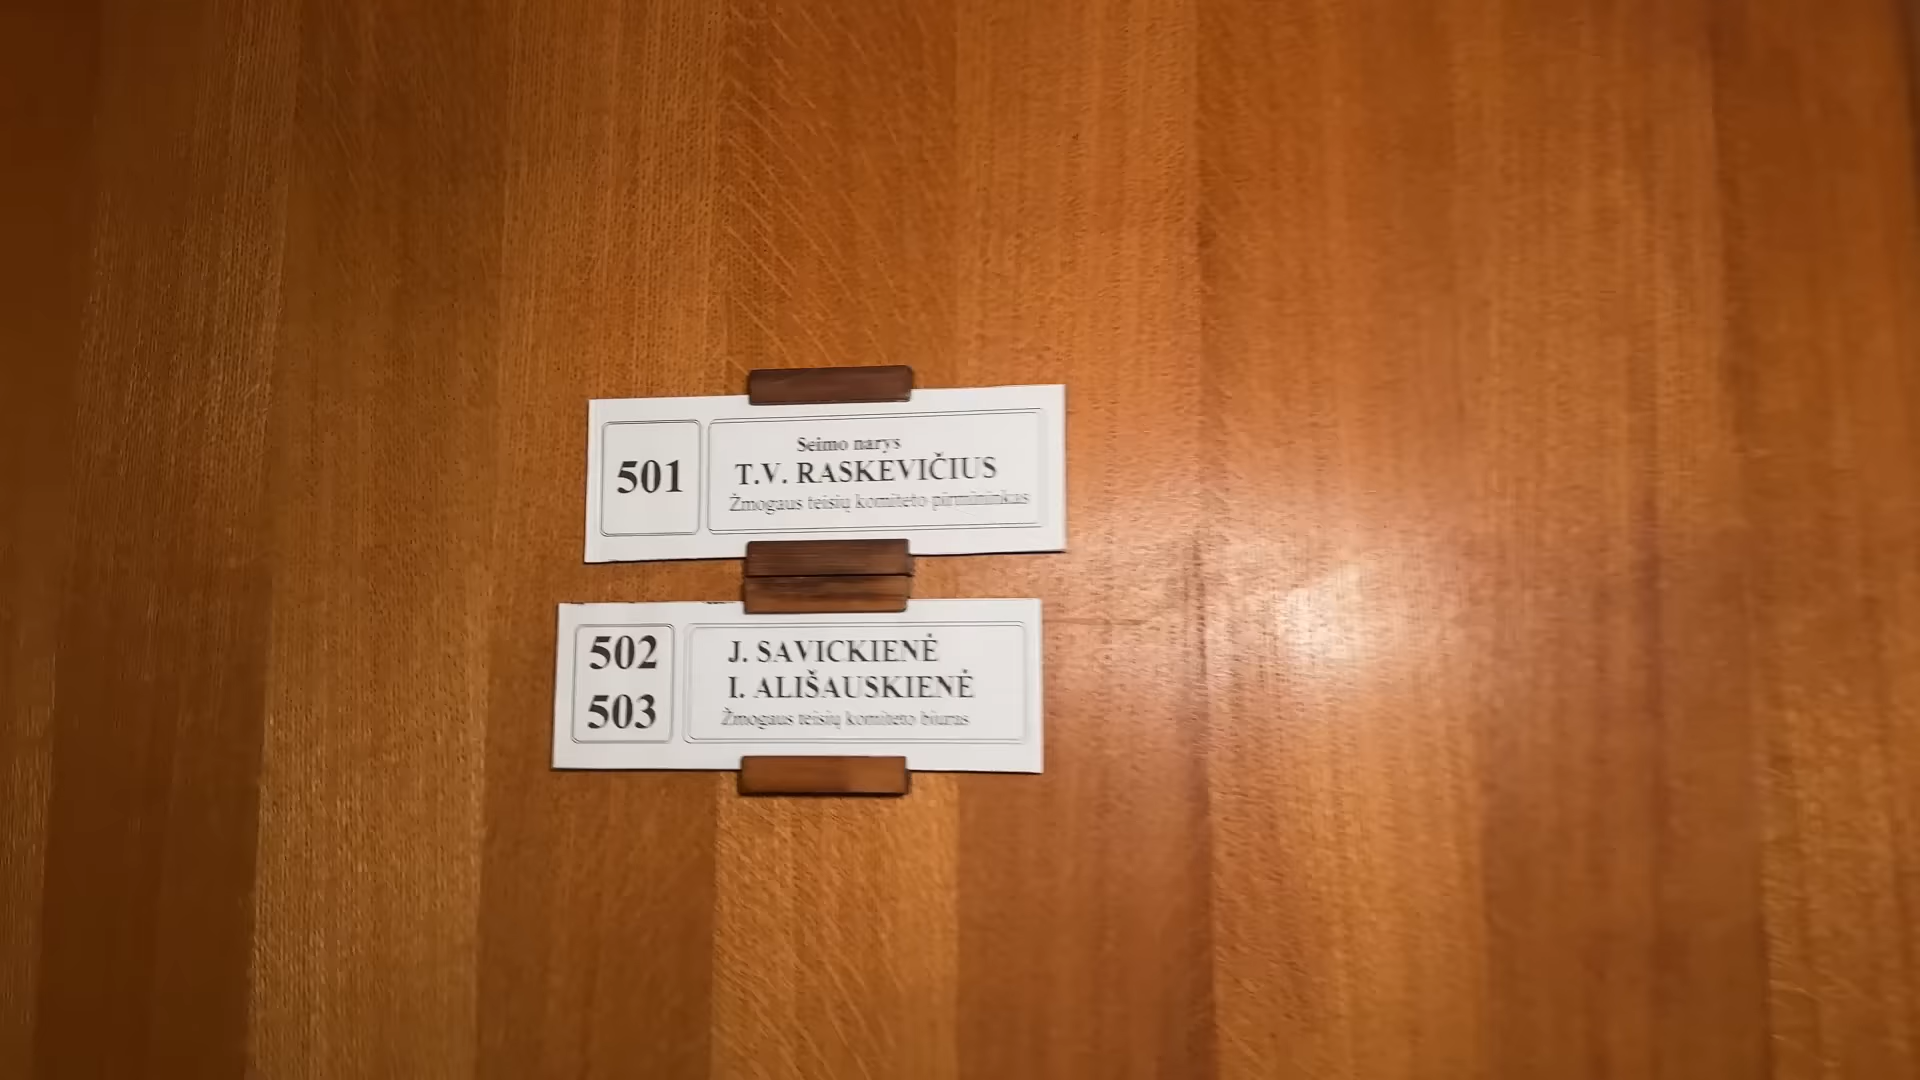 501
Seimo narys
T.V. RASKEVIČIUS
Žmogaus teisių komiteto pirmininkas
502
503
J. SAVICKIENĖ
I. ALIŠAUSKIENĖ
Žmogaus teisių komiteto biuras